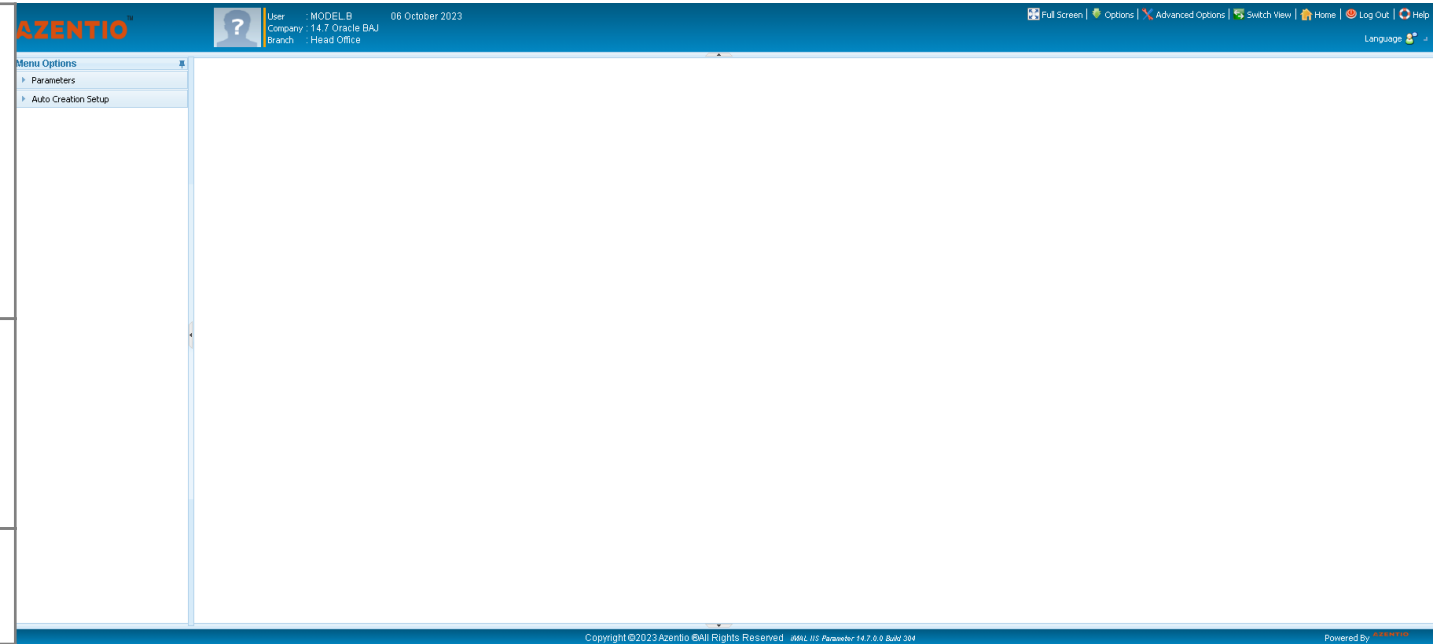 AZENTIO
User : MODEL.B 06 October 2023
Company : 14.7 Oracle BAJ
Branch : Head Office
Full Screen | Options | Advanced Options | Switch View | Home | Log Out | Help
Language
Menu Options
Parameters
Auto Creation Setup
Copyright ©2023 Azentio ©All Rights Reserved iMAL IIS Parameter 14.7.0.0 Build 304
Powered By AZENTIO